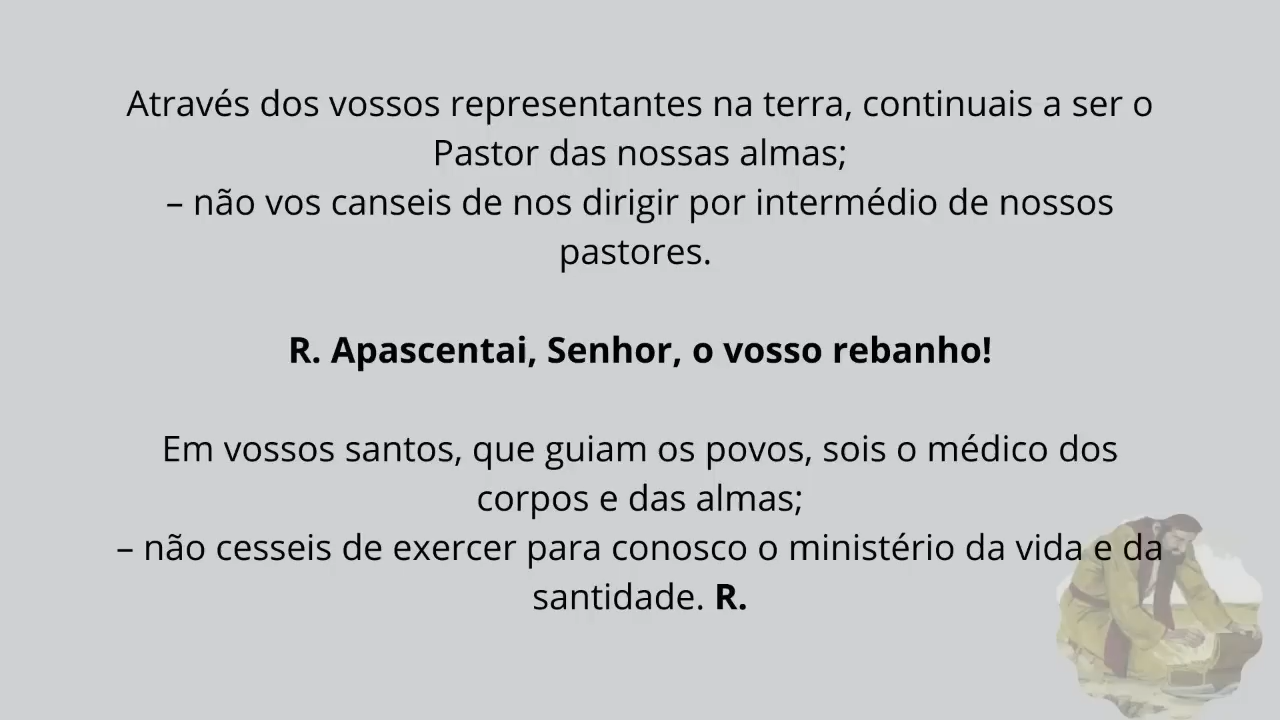 Através dos vossos representantes na terra, continuais a ser o
Pastor das nossas almas;
– não vos canseis de nos dirigir por intermédio de nossos
pastores.
R. Apascentai, Senhor, o vosso rebanho!
Em vossos santos, que guiam os povos, sois o médico dos
corpos e das almas;
– não cesseis de exercer para conosco o ministério da vida e da
santidade. R.